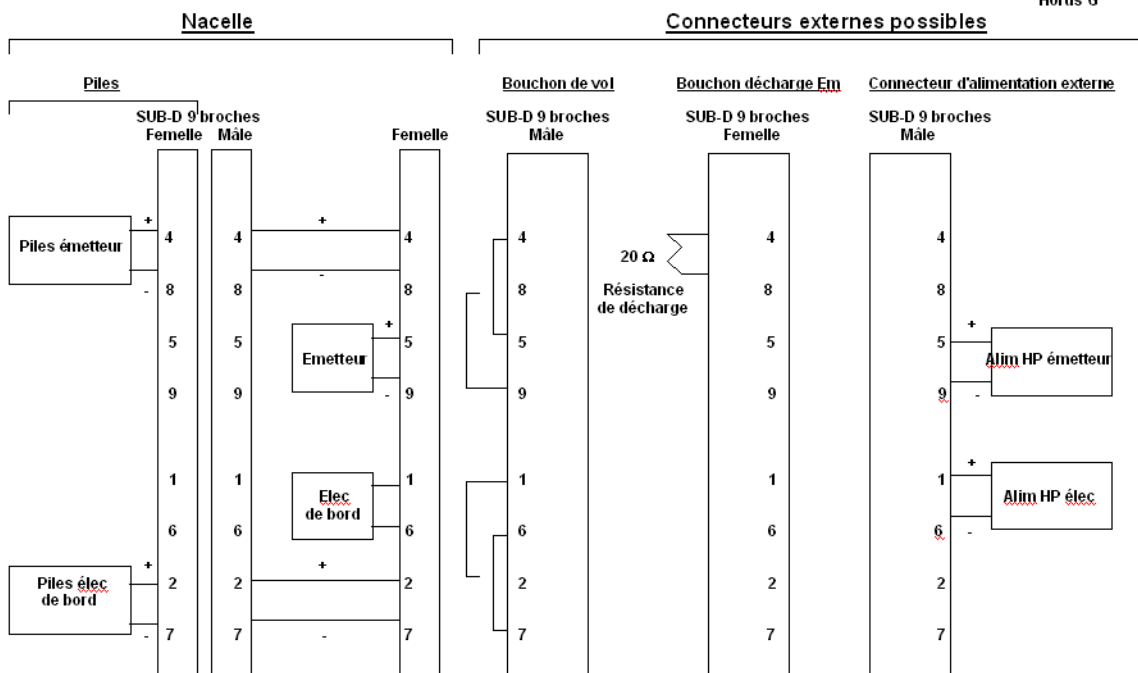 Horus G
Nacelle
Connecteurs externes possibles
Piles
Bouchon de vol
Bouchon décharge Em
Connecteur d'alimentation externe
SUB-D 9 broches
Femelle Mâle
Femelle
SUB-D 9 broches
Mâle
SUB-D 9 broches
Femelle
SUB-D 9 broches
Mâle
+ +
Piles émetteur
4 4 4 4 4 4
- -
20 Ω
8 8 8 8 8 8
Résistance
de décharge
+ +
5 5 5 5 5 5
Emetteur
Alim HP émetteur
- -
9 9 9 9 9 9
+
1 1 1 1 1 1
Elec
de bord
Alim HP élec
6 6 6 6 6 6
-
+ +
Piles élec
de bord
2 2 2 2 2 2
- -
7 7 7 7 7 7